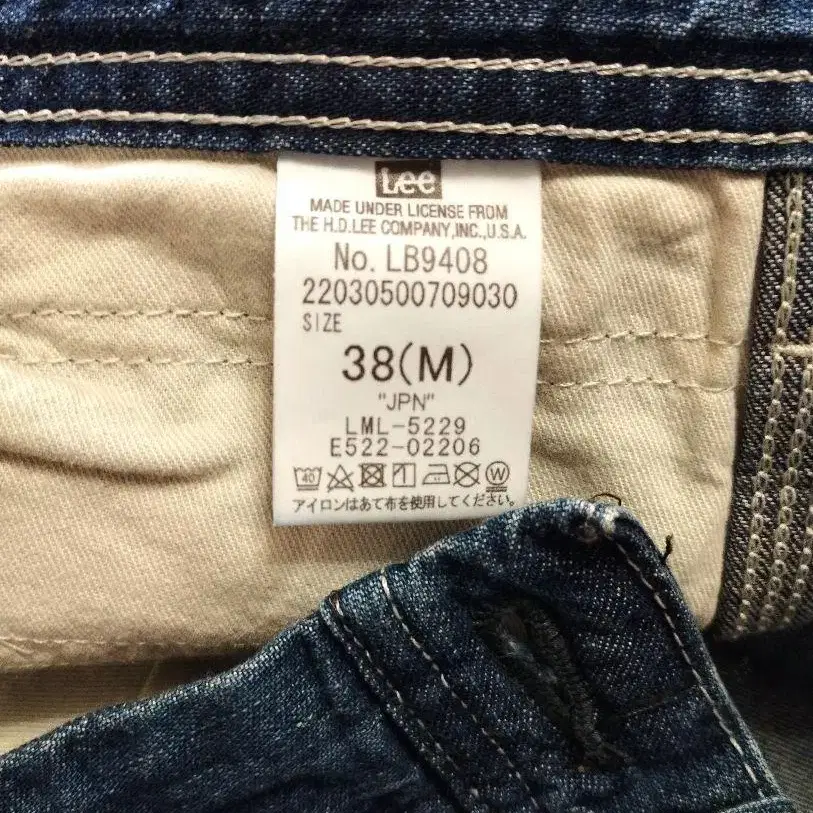 Lee
MADE UNDER LICENSE FROM
THE H.D.LEE COMPANY,INC.,U.S.A.
No. LB9408
22030500709030
SIZE
38(M)
"JPN"
LML-5229
E522-02206
40 W
アイロンはあて布を使用してください。